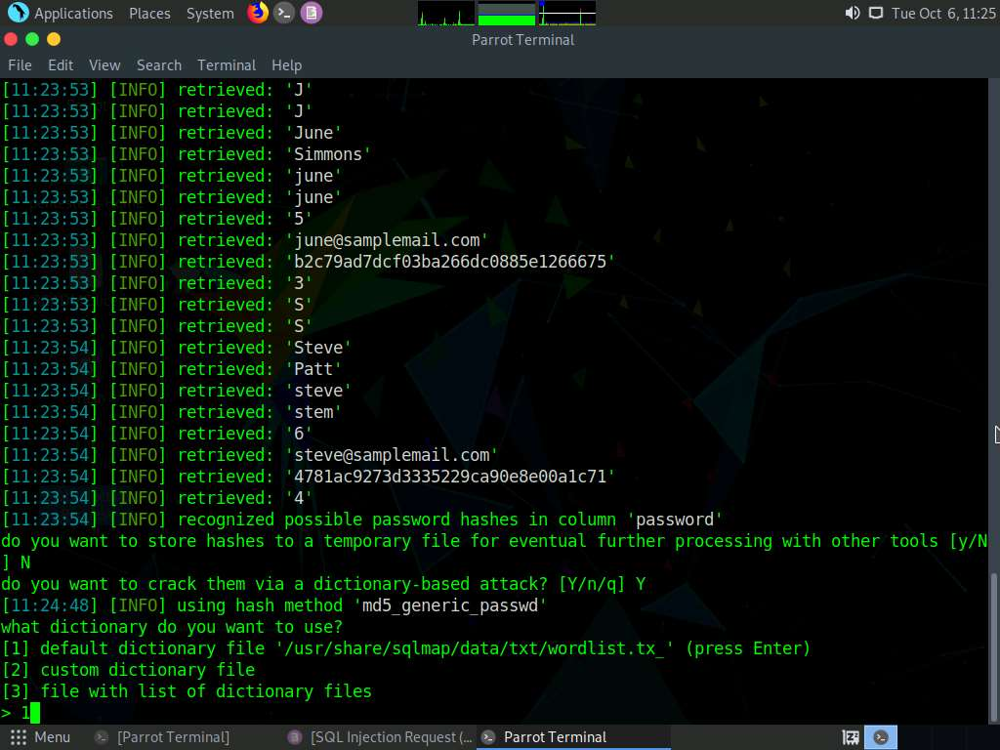 Applications Places System Tue Oct 6, 11:25
Parrot Terminal
File Edit View Search Terminal Help
[11:23:53] [INFO] retrieved: 'J'
[11:23:53] [INFO] retrieved: 'J'
[11:23:53] [INFO] retrieved: 'June'
[11:23:53] [INFO] retrieved: 'Simmons'
[11:23:53] [INFO] retrieved: 'june'
[11:23:53] [INFO] retrieved: 'june'
[11:23:53] [INFO] retrieved: '5'
[11:23:53] [INFO] retrieved: 'june@samplemail.com'
[11:23:53] [INFO] retrieved: 'b2c79ad7dcf03ba266dc0885e1266675'
[11:23:53] [INFO] retrieved: '3'
[11:23:53] [INFO] retrieved: 'S'
[11:23:53] [INFO] retrieved: 'S'
[11:23:54] [INFO] retrieved: 'Steve'
[11:23:54] [INFO] retrieved: 'Patt'
[11:23:54] [INFO] retrieved: 'steve'
[11:23:54] [INFO] retrieved: 'stem'
[11:23:54] [INFO] retrieved: '6'
[11:23:54] [INFO] retrieved: 'steve@samplemail.com'
[11:23:54] [INFO] retrieved: '4781ac9273d3335229ca90e8e00a1c71'
[11:23:54] [INFO] retrieved: '4'
[11:23:54] [INFO] recognized possible password hashes in column 'password'
do you want to store hashes to a temporary file for eventual further processing with other tools [y/N
] N
do you want to crack them via a dictionary-based attack? [Y/n/q] Y
[11:24:48] [INFO] using hash method 'md5_generic_passwd'
what dictionary do you want to use?
[1] default dictionary file '/usr/share/sqlmap/data/txt/wordlist.tx_' (press Enter)
[2] custom dictionary file
[3] file with list of dictionary files
> 1
Menu [Parrot Terminal] [SQL Injection Request (... Parrot Terminal